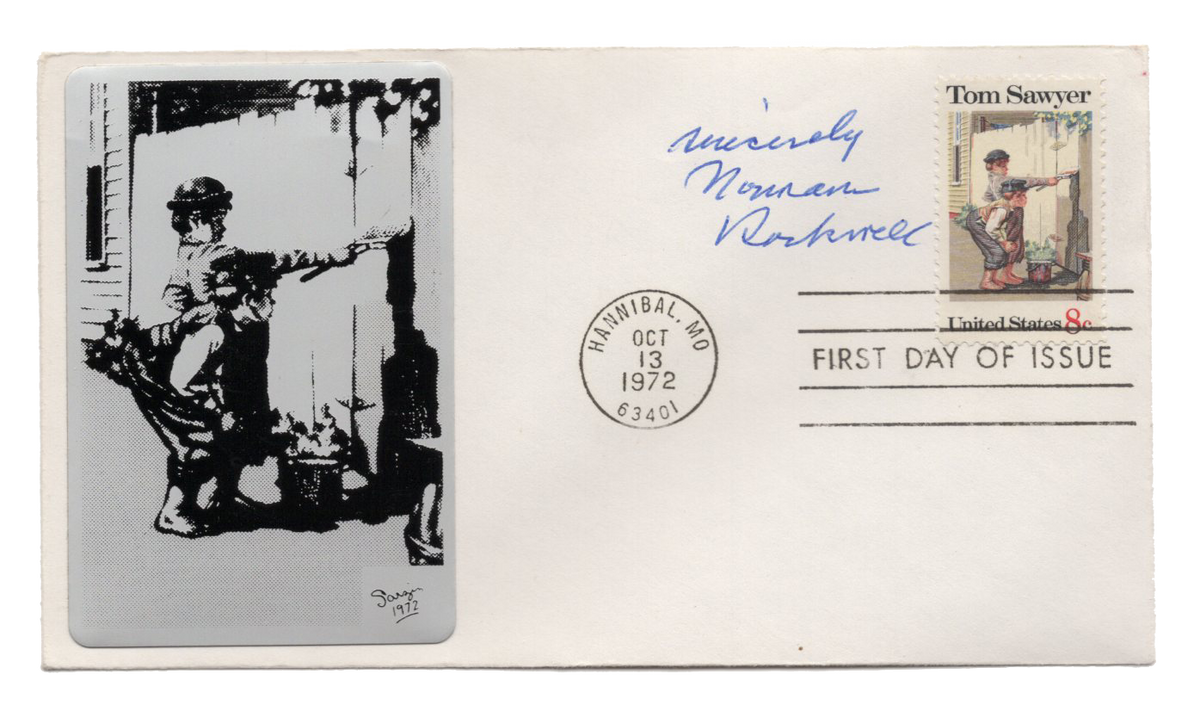 sincerely
Norman
Rockwell
Tom Sawyer
United States 8c
HANNIBAL, MO
OCT
13
1972
63401
FIRST DAY OF ISSUE
Sarzin
1972